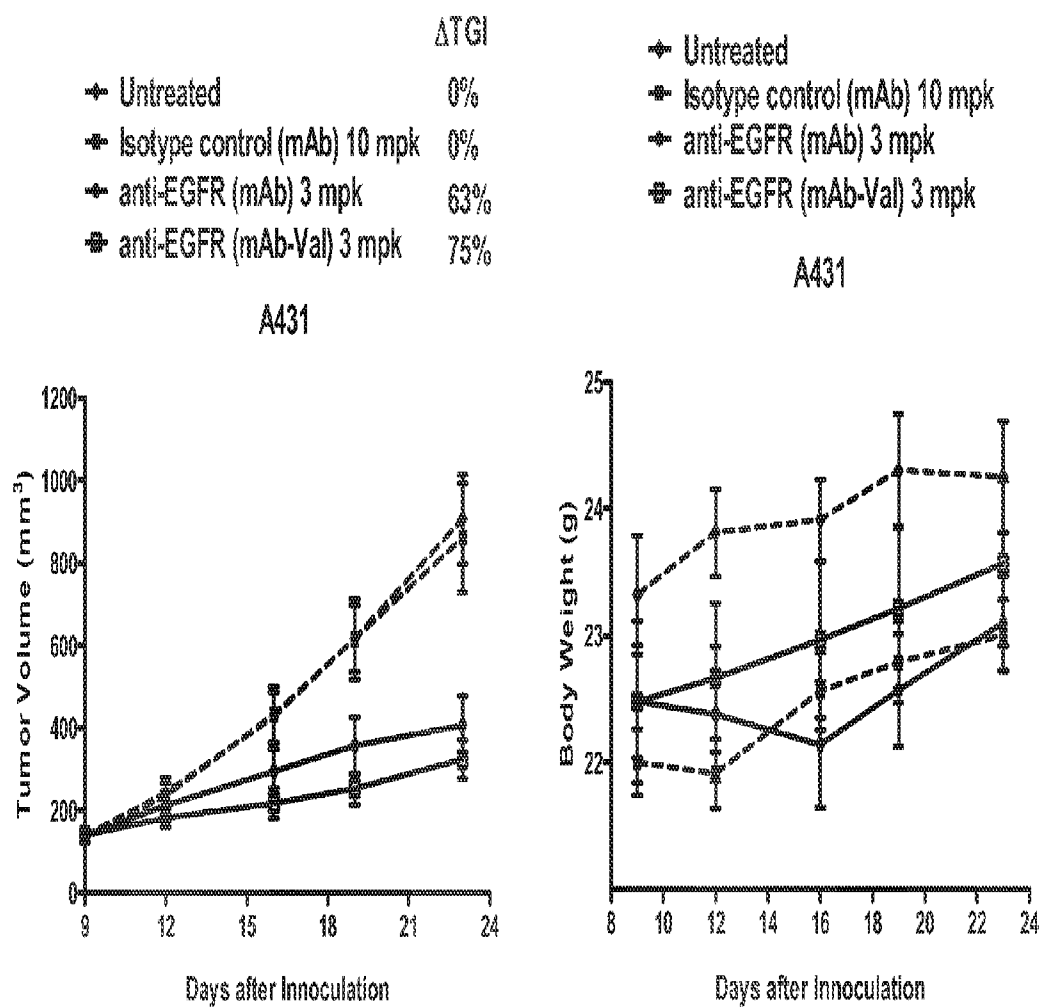 ΔTGI
Untreated 0%
Isotype control (mAb) 10 mpk 0%
anti-EGFR (mAb) 3 mpk 63%
anti-EGFR (mAb-Val) 3 mpk 75%
A431
1200
1000
800
600
400
200
0
9 12 16 18 21 24
Tumor Volume (mm³)
Days after Innoculation
Untreated
Isotype control (mAb) 10 mpk
anti-EGFR (mAb) 3 mpk
anti-EGFR (mAb-Val) 3 mpk
A431
25
24
23
22
8 10 12 14 16 18 20 22 24
Body Weight (g)
Days after Innoculation